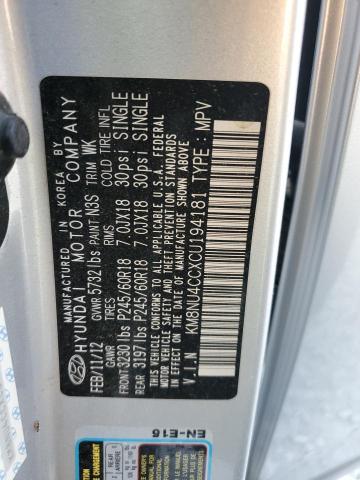 MANUFACTURED IN KOREA BY
HYUNDAI MOTOR COMPANY
FEB/11/12 GVWR 5732 lbs PAINT: N3S TRIM MK
GAWR TIRES RIMS COLD TIRE INFL
FRONT 3230 lbs P245/60R18 7.0JX18 30psi SINGLE
REAR 3197 lbs P245/60R18 7.0JX18 30psi SINGLE
THIS VEHICLE CONFORMS TO ALL APPLICABLE U.S.A. FEDERAL
MOTOR VEHICLE SAFETY, BUMPER, AND THEFT PREVENTION STANDARDS
IN EFFECT ON THE DATE OF MANUFACTURE SHOWN ABOVE.
V.I.N : KM8NU4CCXCU194181 TYPE: MPV
EN-E16
REAR
ARRIERE